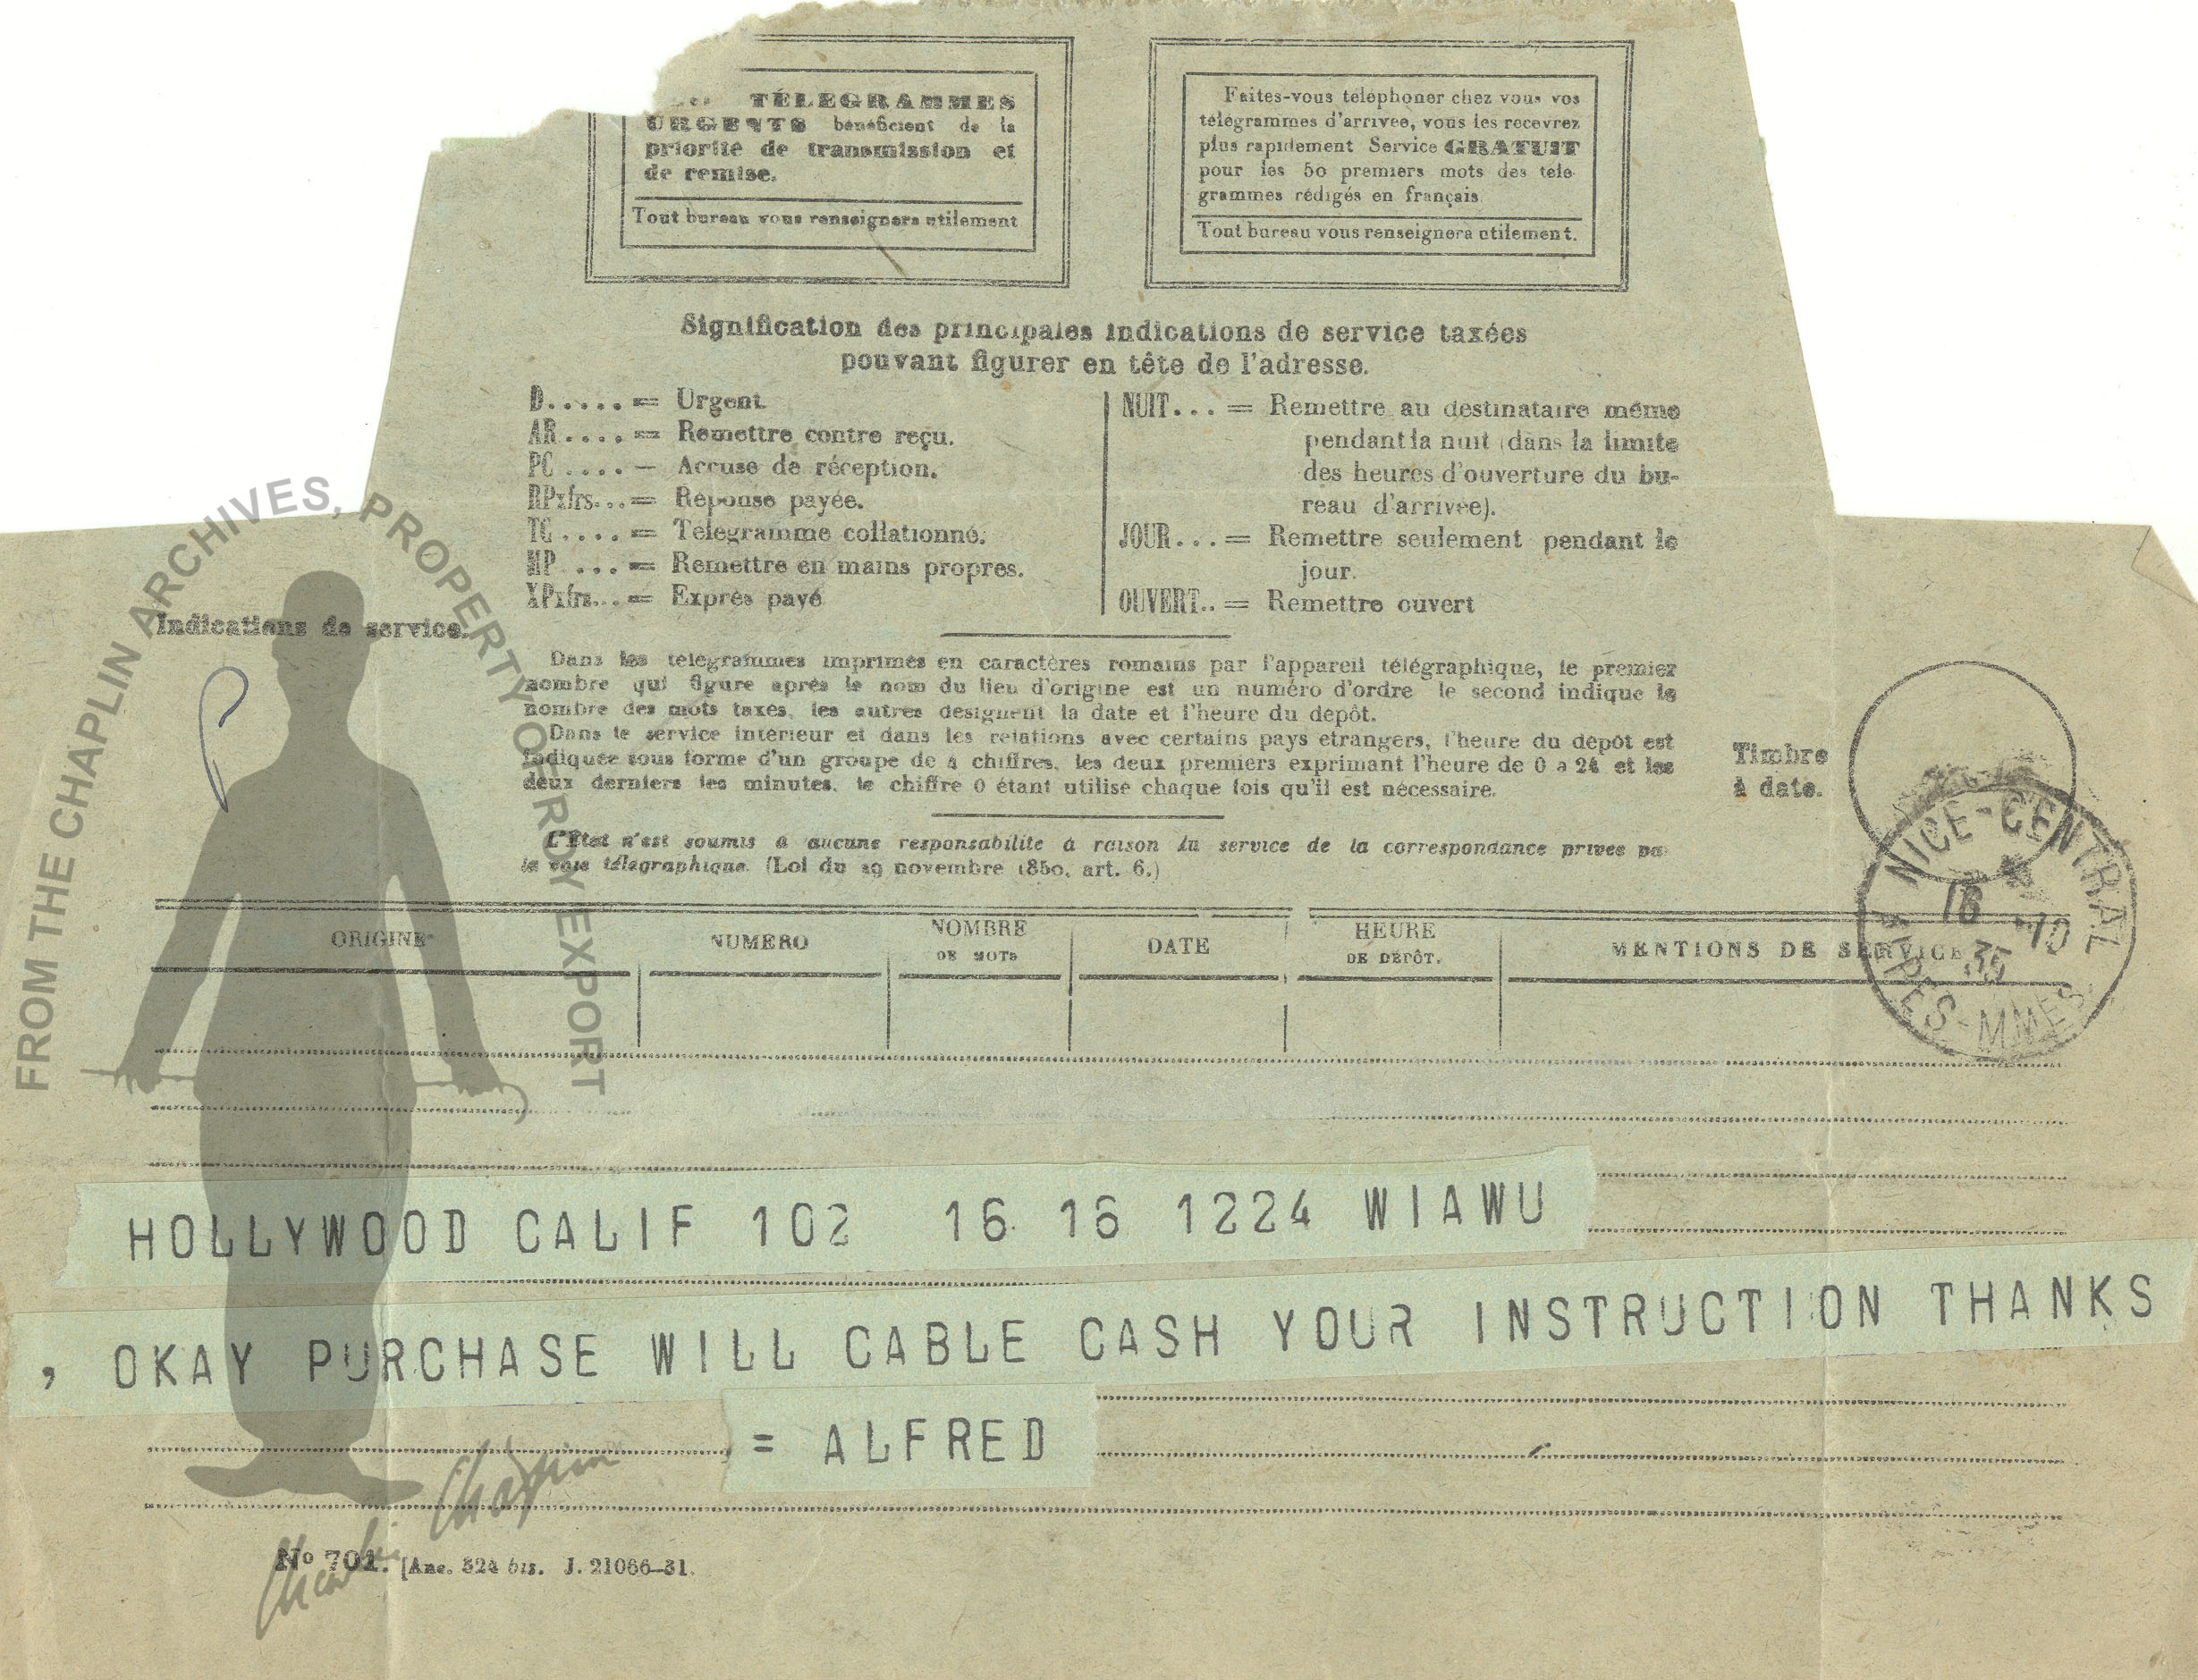 TÉLÉGRAMMES
URGENTS bénéficient de la
priorité de transmission et
de remise.
Tout bureau vous renseignera utilement
Faites-vous téléphoner chez vous vos
télégrammes d'arrivée, vous les recevrez
plus rapidement Service GRATUIT
pour les 50 premiers mots des télé-
grammes rédigés en français.
Tout bureau vous renseignera utilement.
Signification des principales indications de service taxées
pouvant figurer en tête de l'adresse.
D..... = Urgent.
AR.... = Remettre contre reçu.
PC .... = Accusé de réception.
RPxfrs... = Réponse payée.
TC .... = Télégramme collationné.
MP ... = Remettre en mains propres.
XPxfrs... = Exprès payé
NUIT... = Remettre au destinataire même
pendant la nuit (dans la limite
des heures d'ouverture du bu-
reau d'arrivée).
JOUR... = Remettre seulement pendant le
jour.
OUVERT.. = Remettre ouvert
Indications de service.
Dans les télégrammes imprimés en caractères romains par l'appareil télégraphique, le premier
nombre qui figure après le nom du lieu d'origine est un numéro d'ordre le second indique le
nombre des mots taxés, les autres désignent la date et l'heure du dépôt.
Dans le service intérieur et dans les relations avec certains pays étrangers, l'heure du dépôt est
indiquée sous forme d'un groupe de 4 chiffres, les deux premiers exprimant l'heure de 0 à 24 et les
deux derniers les minutes, le chiffre 0 étant utilisé chaque fois qu'il est nécessaire.
Timbre
à date.
L'État n'est soumis à aucune responsabilité à raison du service de la correspondance privée pa
la voie télégraphique. (Loi du 29 novembre 1850, art. 6.)
NICE-CENTRAL
16 -10
35
ALPES-MMES
ORIGINE
NUMÉRO
NOMBRE
DE MOTS
DATE
HEURE
DE DÉPÔT.
MENTIONS DE SERVICE
HOLLYWOOD CALIF 102 16 16 1224 WIAWU
, OKAY PURCHASE WILL CABLE CASH YOUR INSTRUCTION THANKS
= ALFRED
Nº 701. [Anc. 324 bis. J. 21086-31.
FROM THE CHAPLIN ARCHIVES, PROPERTY OF ROY EXPORT
Charlie Chaplin